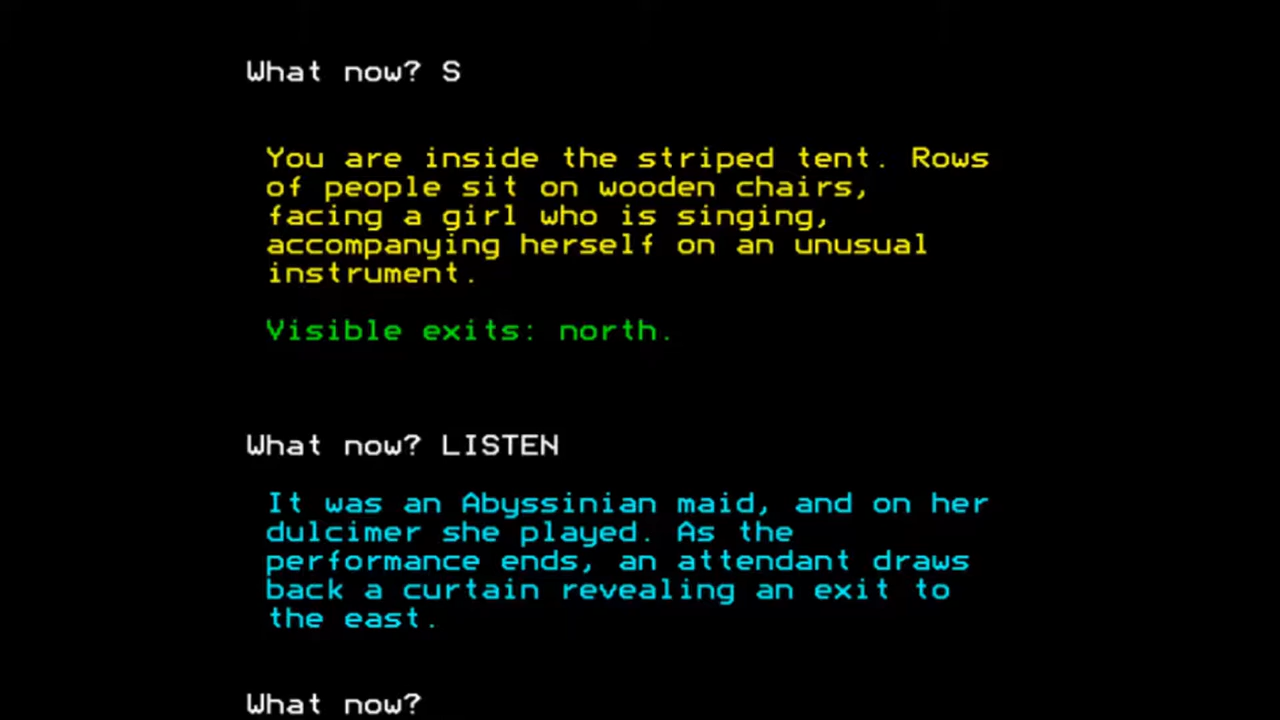 What now? S
You are inside the striped tent. Rows
of people sit on wooden chairs,
facing a girl who is singing,
accompanying herself on an unusual
instrument.
Visible exits: north.
What now? LISTEN
It was an Abyssinian maid, and on her
dulcimer she played. As the
performance ends, an attendant draws
back a curtain revealing an exit to
the east.
What now?